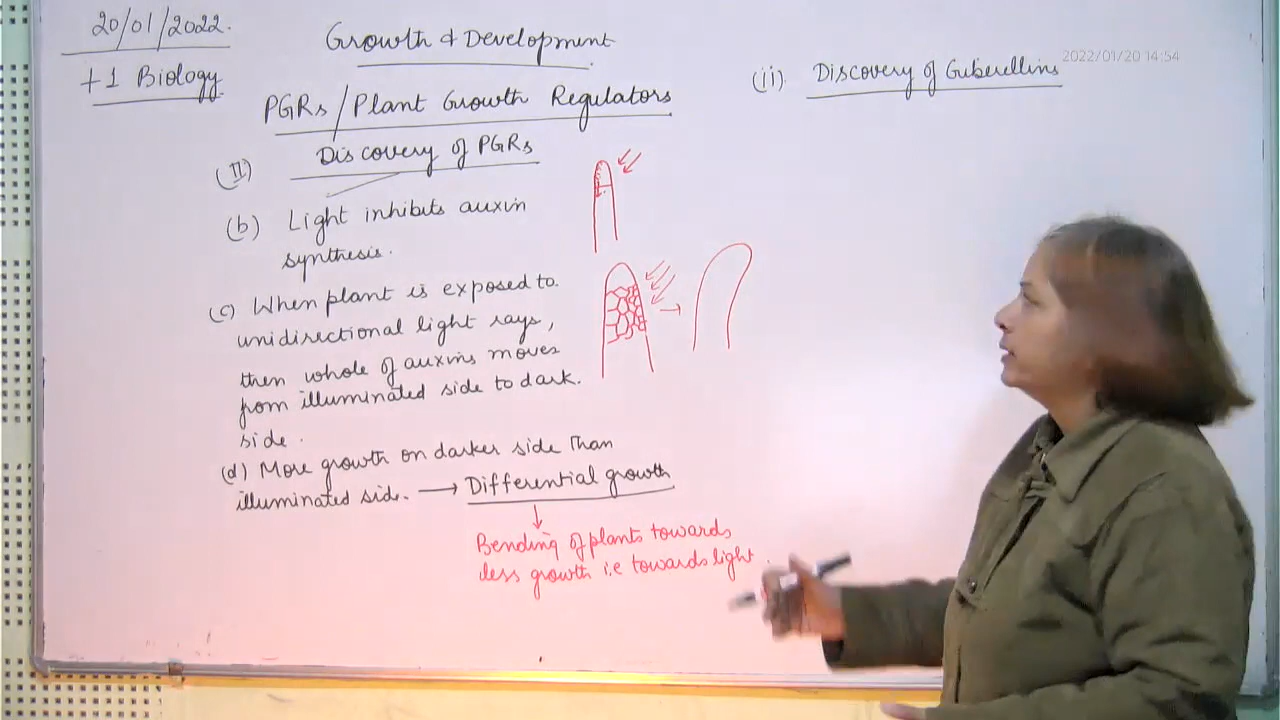 20/01/2022.
+1 Biology
Growth & Development
PGRs / Plant Growth Regulators
(II) Discovery of PGRs
(b) Light inhibits auxin
synthesis.
(c) When plant is exposed to
unidirectional light rays,
then whole of auxins moves
from illuminated side to dark.
side.
(d) More growth on darker side than
illuminated side. → Differential growth
Bending of plants towards
less growth i.e towards light.
2022/01/20 14:54
(ii). Discovery of Gibberellins